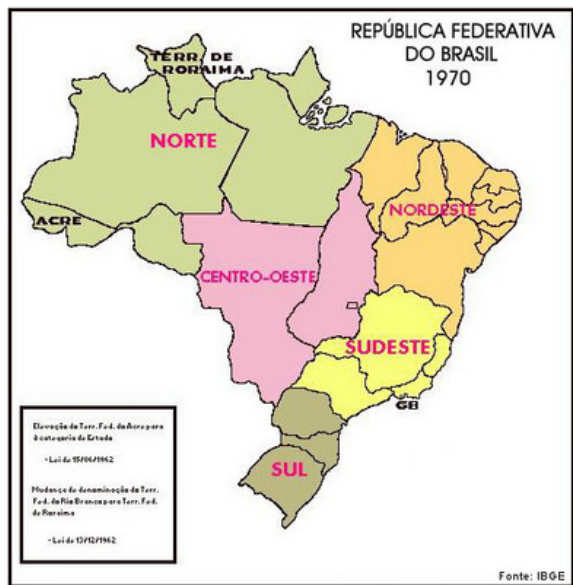 REPÚBLICA FEDERATIVA
DO BRASIL
1970
TERR. DE
RORAIMA
NORTE
ACRE
NORDESTE
CENTRO-OESTE
SUDESTE
GB
SUL
Elevação do Terr. Fed. do Acre para
à categoria de Estado
- Lei de 15/06/1962
Mudança de denominação do Terr.
Fed. do Rio Branco para Terr. Fed.
de Roraima
- Lei de 13/12/1962
Fonte: IBGE